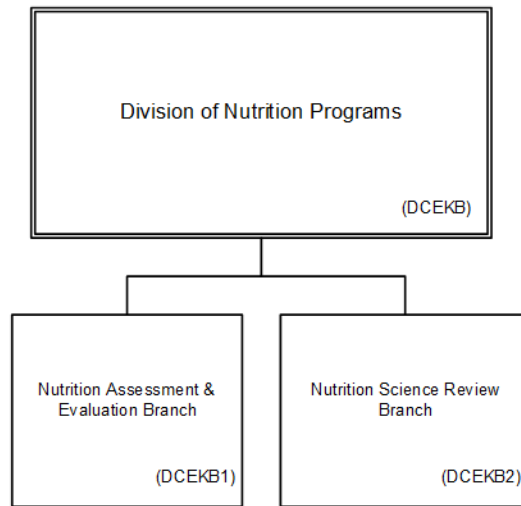 Division of Nutrition Programs
(DCEKB)
Nutrition Assessment &
Evaluation Branch
(DCEKB1)
Nutrition Science Review
Branch
(DCEKB2)